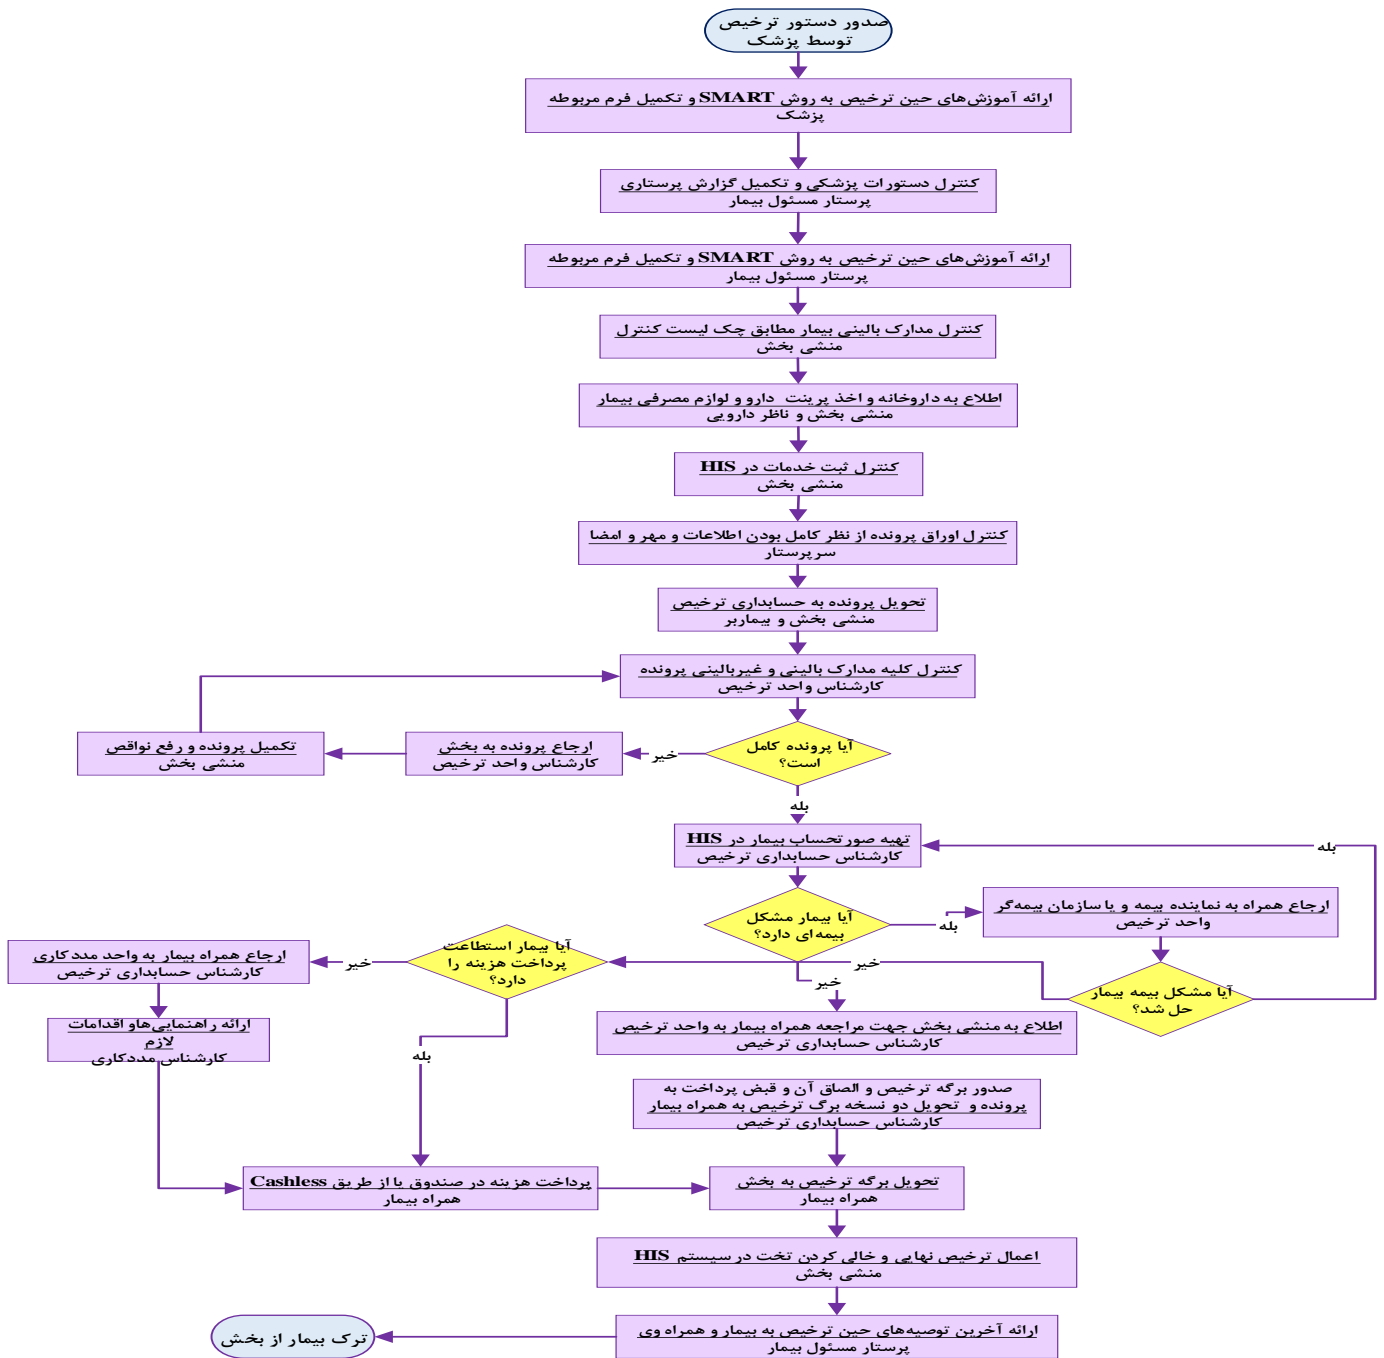 صدور دستور ترخیص
توسط پزشک
ارائه آموزش‌های حین ترخیص به روش SMART و تکمیل فرم مربوطه
پزشک
کنترل دستورات پزشکی و تکمیل گزارش پرستاری
پرستار مسئول بیمار
ارائه آموزش‌های حین ترخیص به روش SMART و تکمیل فرم مربوطه
پرستار مسئول بیمار
کنترل مدارک بالینی بیمار مطابق چک لیست کنترل
منشی بخش
اطلاع به داروخانه و اخذ پرینت دارو و لوازم مصرفی بیمار
منشی بخش و ناظر دارویی
کنترل ثبت خدمات در HIS
منشی بخش
کنترل اوراق پرونده از نظر کامل بودن اطلاعات و مهر و امضا
سرپرستار
تحویل پرونده به حسابداری ترخیص
منشی بخش و بیماربر
کنترل کلیه مدارک بالینی و غیربالینی پرونده
کارشناس واحد ترخیص
آیا پرونده کامل
است؟
خیر
ارجاع پرونده به بخش
کارشناس واحد ترخیص
تکمیل پرونده و رفع نواقص
منشی بخش
بله
تهیه صورتحساب بیمار در HIS
کارشناس حسابداری ترخیص
بله
آیا بیمار مشکل
بیمه‌ای دارد؟
بله
ارجاع همراه به نماینده بیمه و یا سازمان بیمه‌گر
واحد ترخیص
آیا مشکل بیمه بیمار
حل شد؟
خیر
خیر
آیا بیمار استطاعت
پرداخت هزینه را
دارد؟
خیر
ارجاع همراه بیمار به واحد مددکاری
کارشناس حسابداری ترخیص
اطلاع به منشی بخش جهت مراجعه همراه بیمار به واحد ترخیص
کارشناس حسابداری ترخیص
ارائه راهنمایی‌هاو اقدامات
لازم
کارشناس مددکاری
بله
صدور برگه ترخیص و الصاق آن و قبض پرداخت به
پرونده و تحویل دو نسخه برگ ترخیص به همراه بیمار
کارشناس حسابداری ترخیص
پرداخت هزینه در صندوق یا از طریق Cashless
همراه بیمار
تحویل برگه ترخیص به بخش
همراه بیمار
اعمال ترخیص نهایی و خالی کردن تخت در سیستم HIS
منشی بخش
ارائه آخرین توصیه‌های حین ترخیص به بیمار و همراه وی
پرستار مسئول بیمار
ترک بیمار از بخش